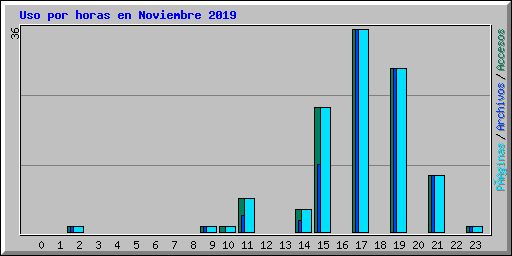 Uso por horas en Noviembre 2019
36
Pÿginas / Archivos / Accesos
0 1 2 3 4 5 6 7 8 9 10 11 12 13 14 15 16 17 18 19 20 21 22 23